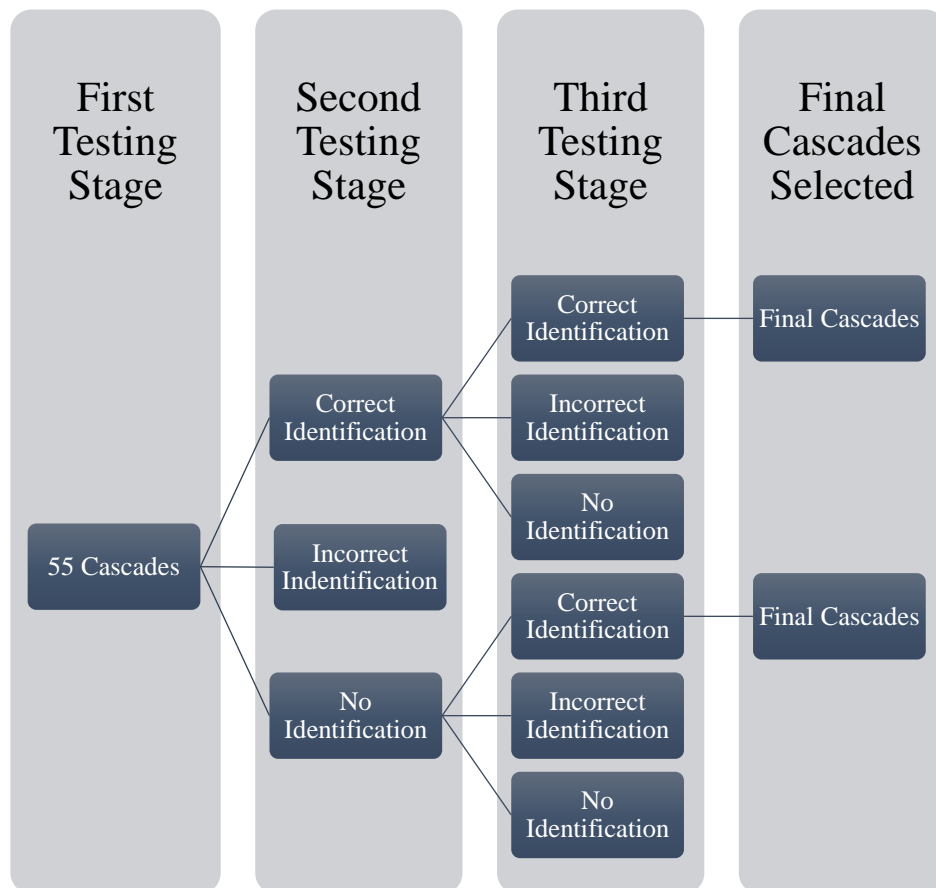 First
Testing
Stage
Second
Testing
Stage
Third
Testing
Stage
Final
Cascades
Selected
55 Cascades
Correct
Identification
Incorrect
Indentification
No
Identification
Correct
Identification
Incorrect
Identification
No
Identification
Correct
Identification
Incorrect
Identification
No
Identification
Final Cascades
Final Cascades